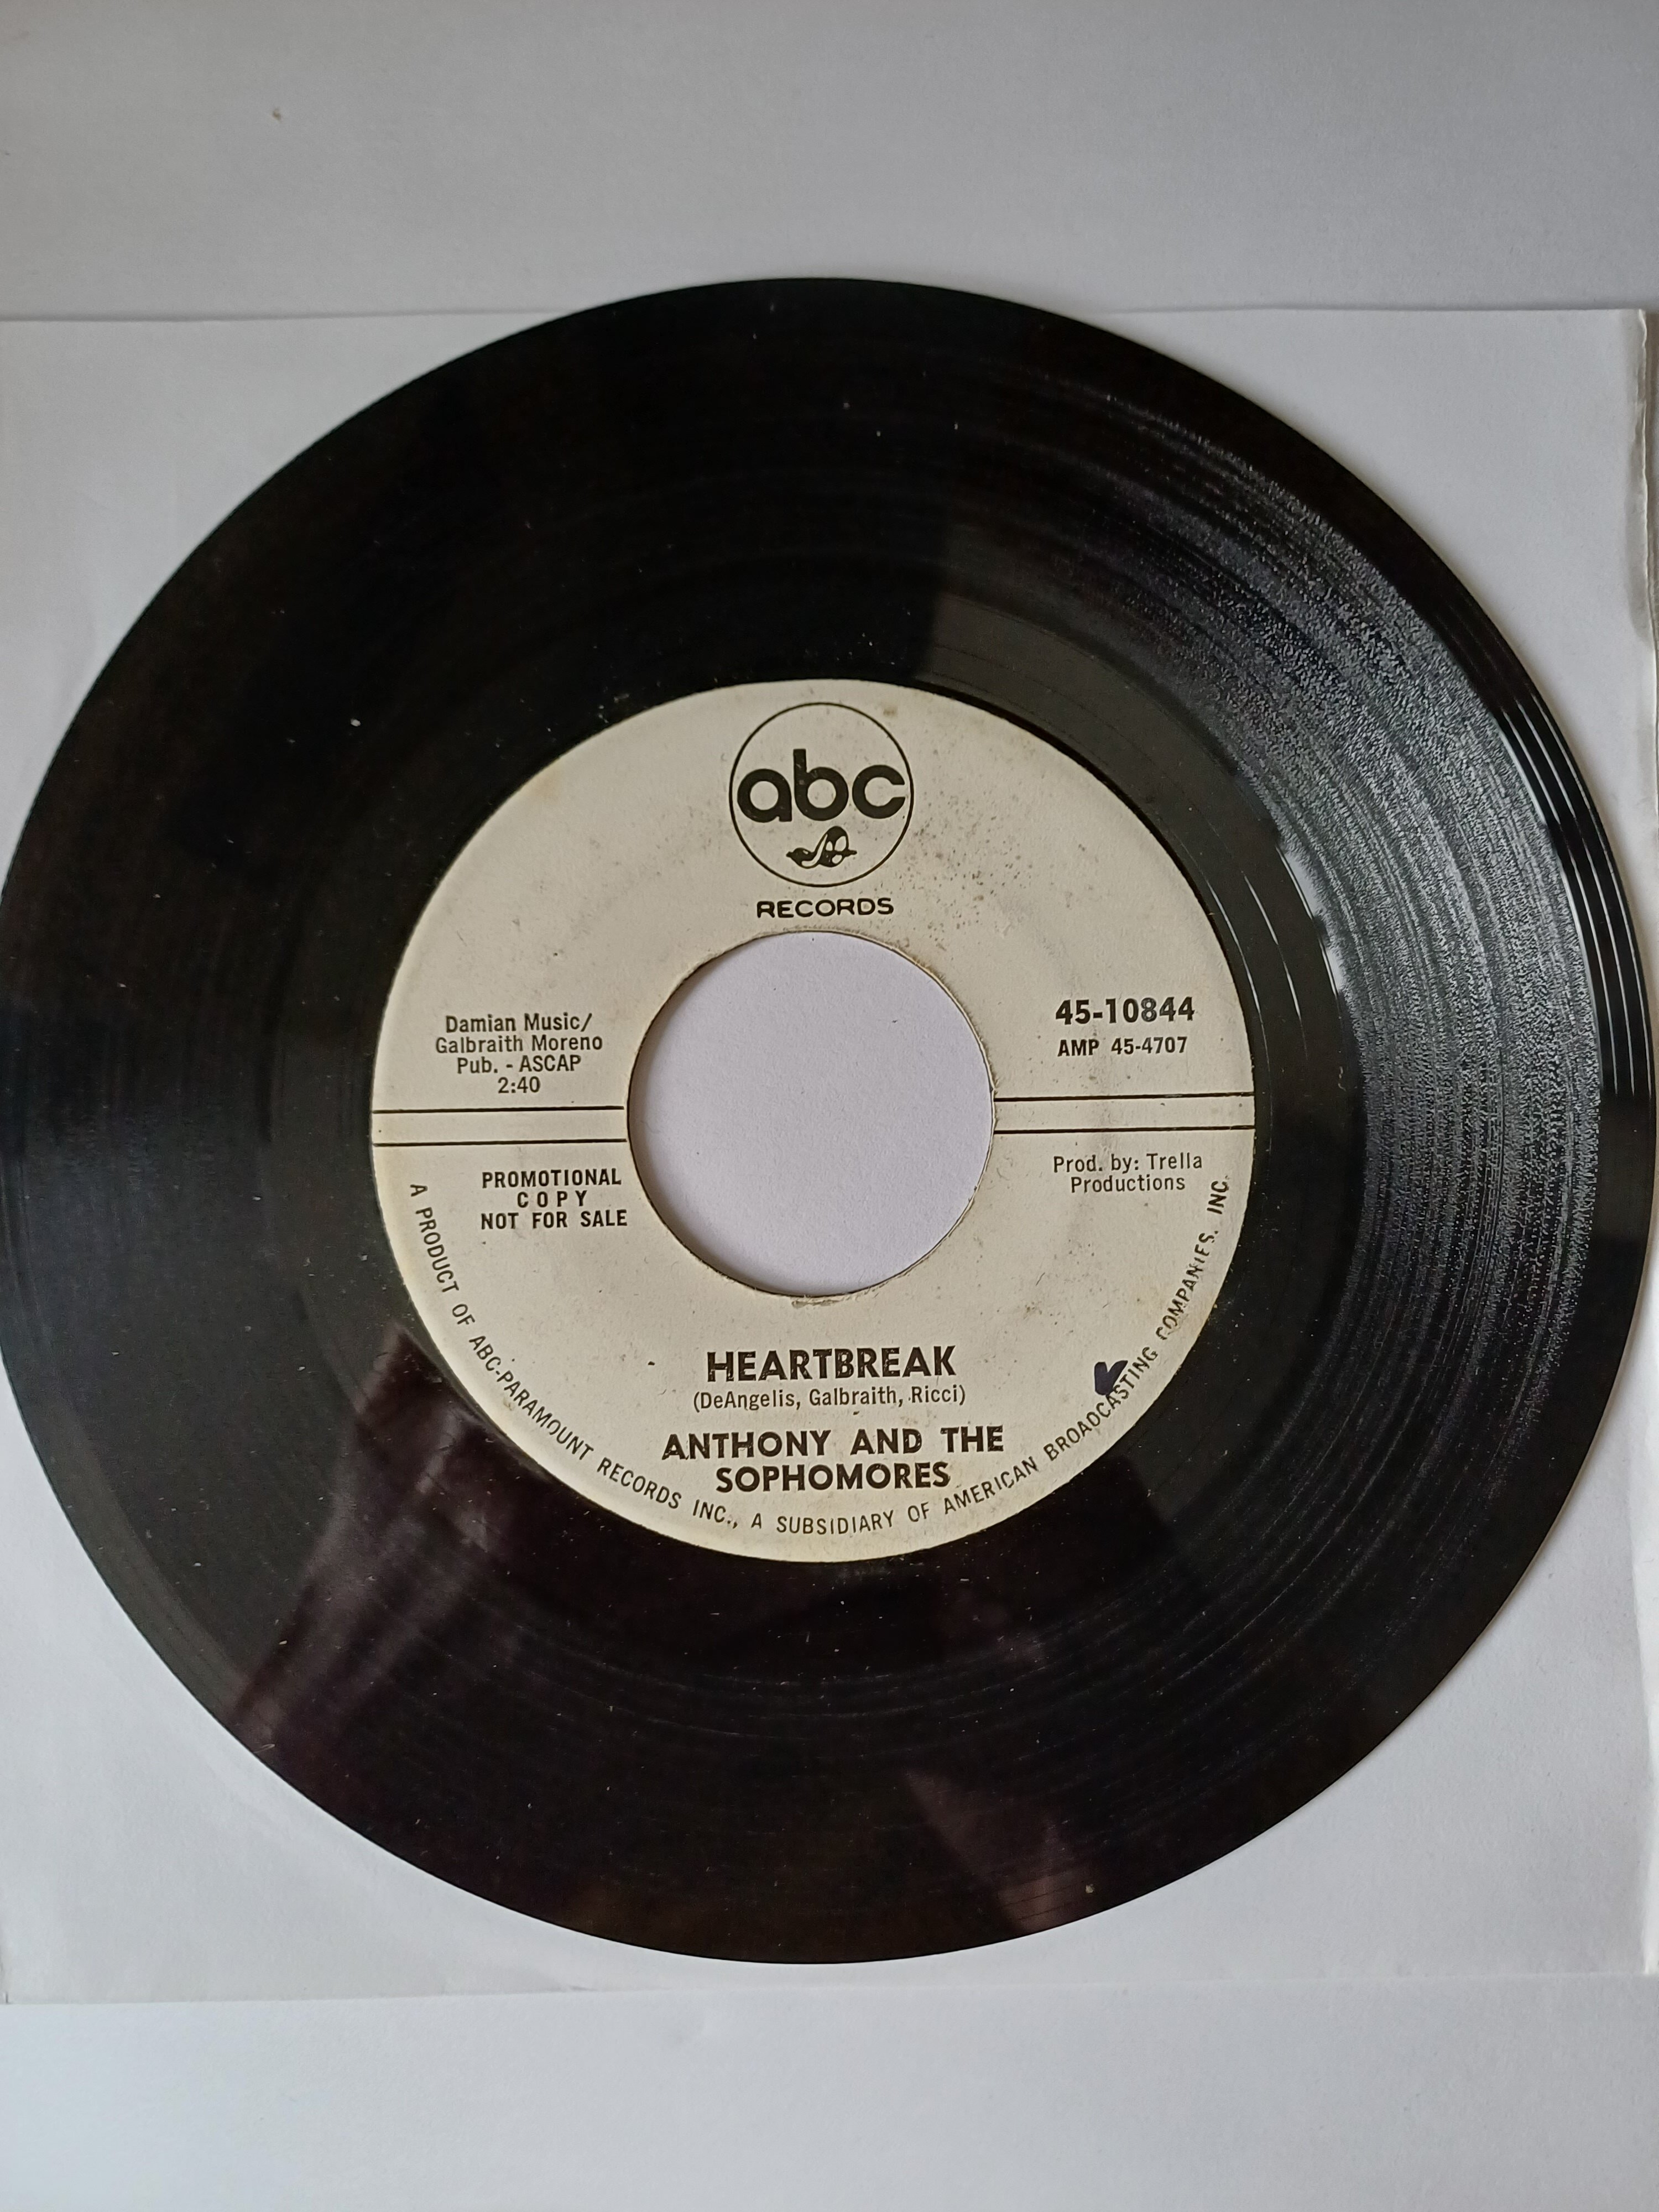 abc
RECORDS
Damian Music/
Galbraith Moreno
Pub. - ASCAP
2:40
45-10844
AMP 45-4707
PROMOTIONAL
COPY
NOT FOR SALE
Prod. by: Trella
Productions
HEARTBREAK
(DeAngelis, Galbraith, Ricci)
ANTHONY AND THE
SOPHOMORES
A PRODUCT OF ABC-PARAMOUNT RECORDS INC., A SUBSIDIARY OF AMERICAN BROADCASTING COMPANIES, INC.